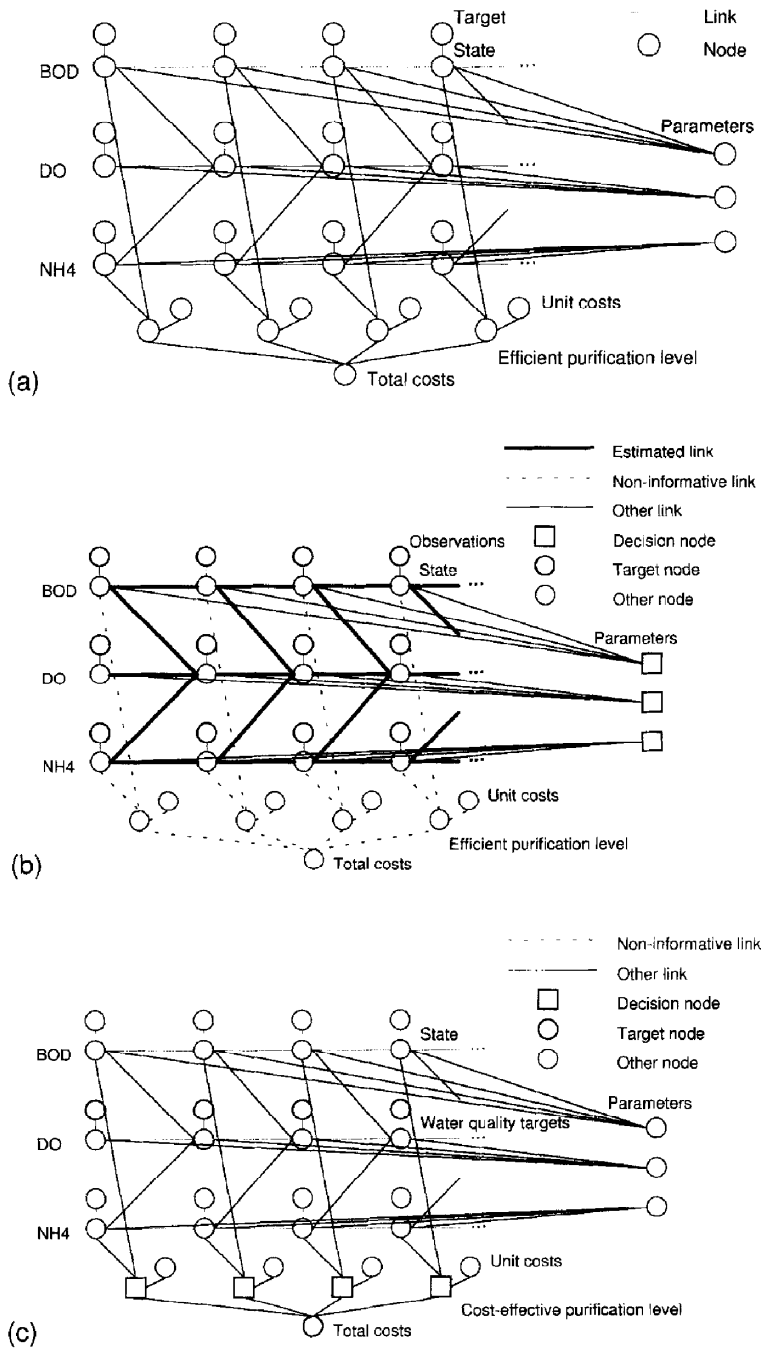 Target
Link
State
Node
BOD
...
Parameters
DO
...
NH4
...
Unit costs
Efficient purification level
(a)
Total costs
Estimated link
Non-informative link
Other link
Observations
Decision node
State
Target node
BOD
...
Other node
Parameters
DO
...
NH4
...
Unit costs
Efficient purification level
(b)
Total costs
Non-informative link
Other link
Decision node
State
Target node
BOD
...
Other node
Parameters
Water quality targets
DO
...
NH4
...
Unit costs
Cost-effective purification level
(c)
Total costs